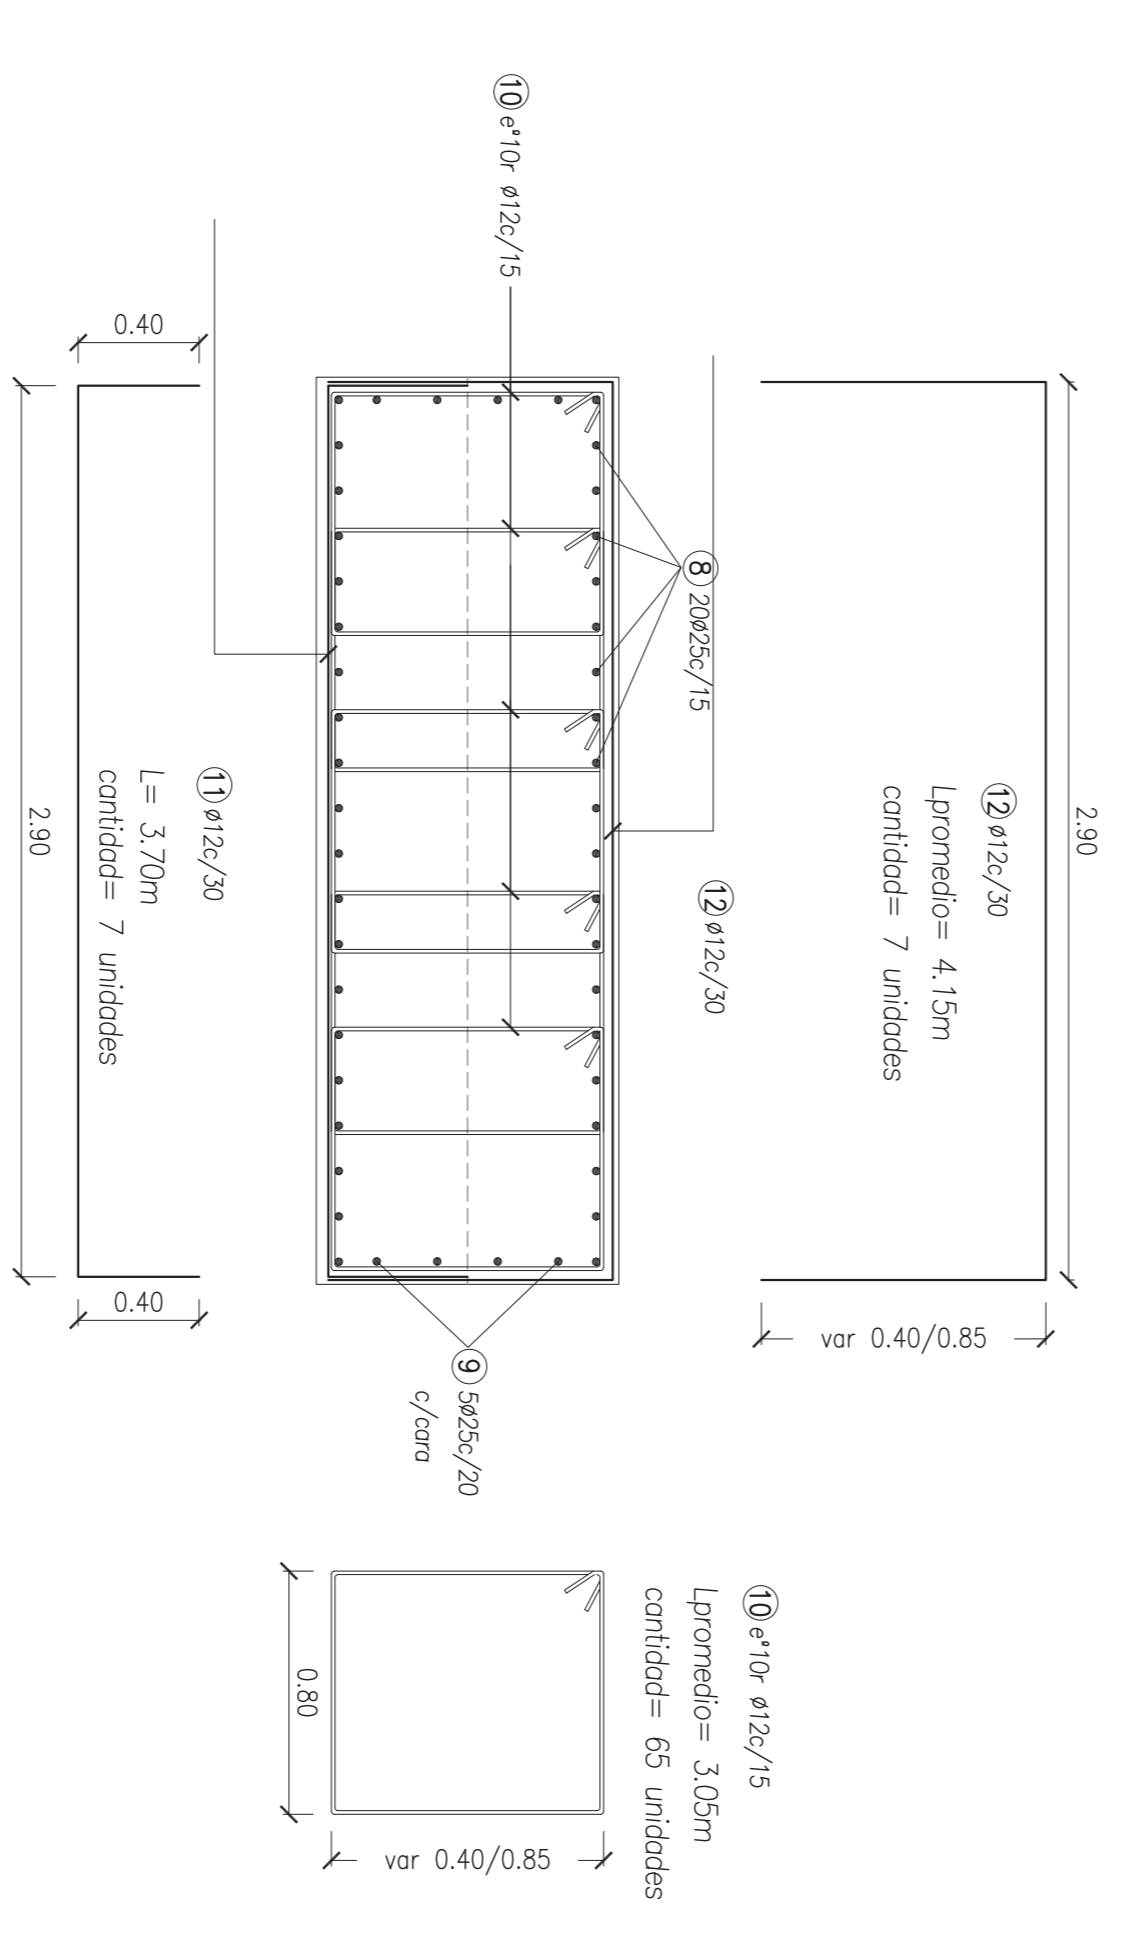 2.90
⑫ø12c/30
Lpromedio= 4.15m
cantidad= 7 unidades
var 0.40/0.85
⑩e°10r ø12c/15
⑧ 20ø25c/15
⑫ø12c/30
⑨ 5ø25c/20
c/cara
0.40
⑪ø12c/30
L= 3.70m
cantidad= 7 unidades
0.40
2.90
⑩e°10r ø12c/15
Lpromedio= 3.05m
cantidad= 65 unidades
0.80
var 0.40/0.85